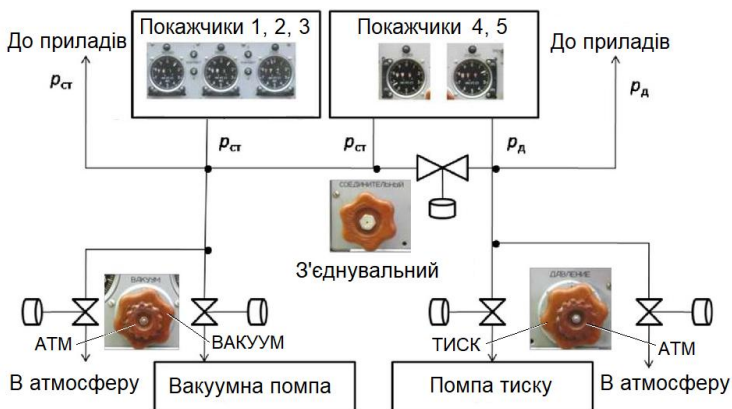 Покажчики 1, 2, 3
Покажчики 4, 5
До приладів
До приладів
pст
pд
pст
pст
pд
СОЕДИНИТЕЛЬНЫЙ
З'єднувальний
ВАКУУМ
ДАВЛЕНИЕ
АТМ
ВАКУУМ
ТИСК
АТМ
В атмосферу
Вакуумна помпа
Помпа тиску
В атмосферу